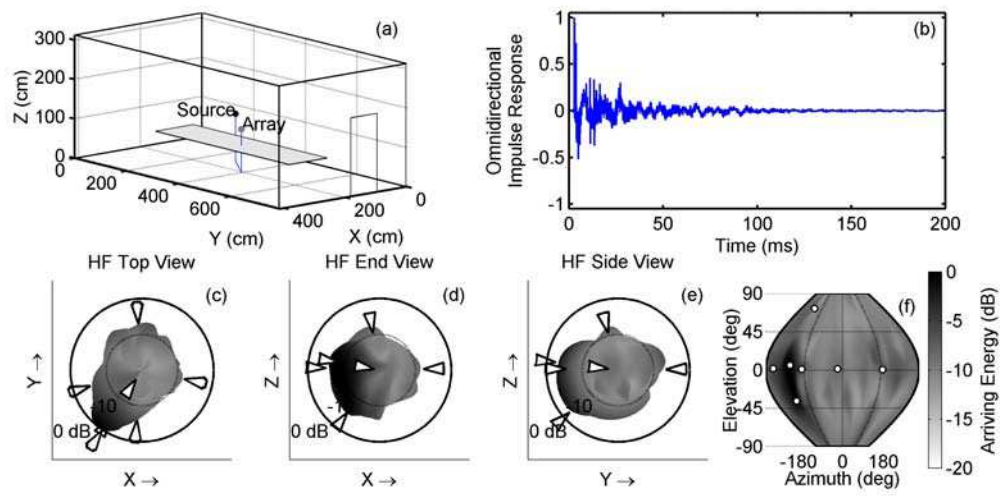 (a)
Z (cm)
300
200
100
0
Source
Array
0
200
400
600
Y (cm)
400
200
0
X (cm)
(b)
Omnidirectional
Impulse Response
1
0.5
0
-0.5
-1
0 50 100 150 200
Time (ms)
HF Top View
(c)
Y →
-10
0 dB
X →
HF End View
(d)
Z →
0 dB
X →
HF Side View
(e)
Z →
10
0 dB
Y →
(f)
Elevation (deg)
90
45
0
-45
-90
-180 0 180
Azimuth (deg)
0
-5
-10
-15
-20
Arriving Energy (dB)